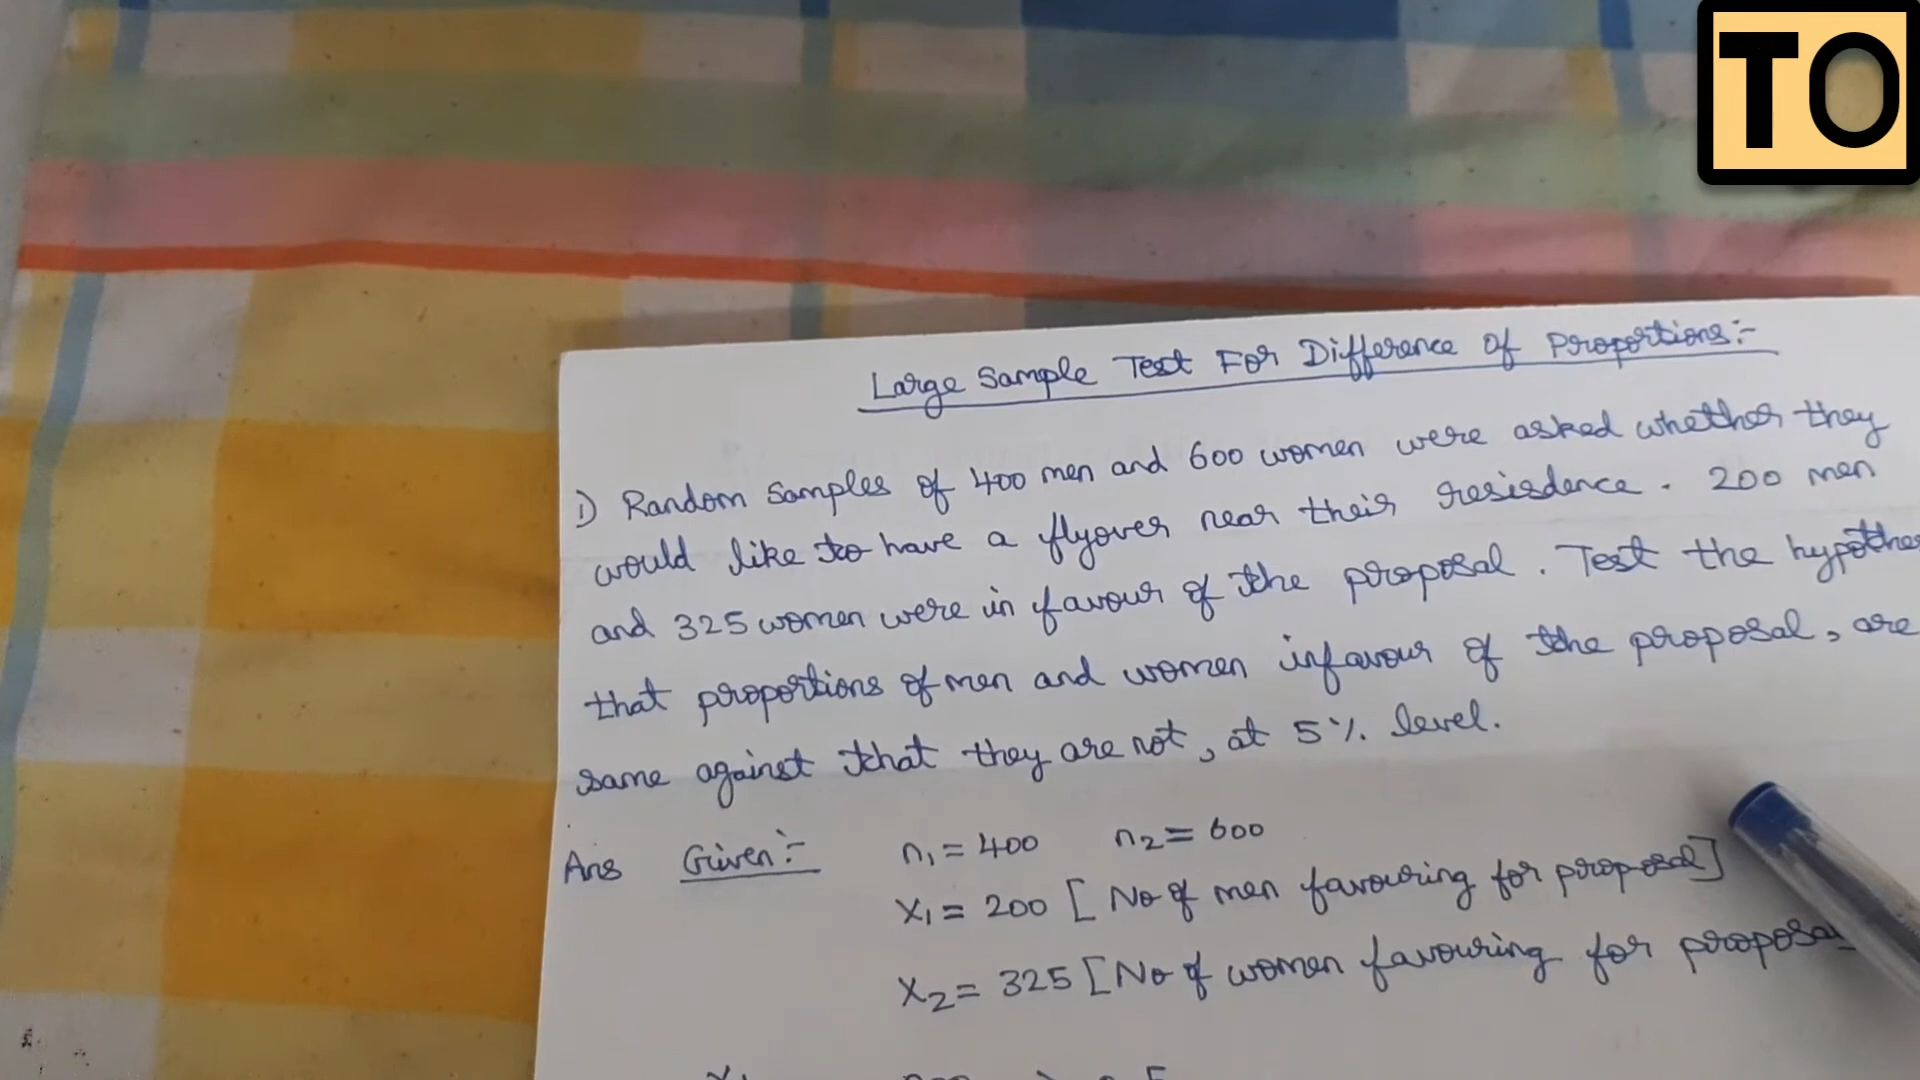 TO
Large Sample Test For Difference Of Proportions:-
1) Random Samples of 400 men and 600 women were asked whether they
would like to have a flyover near their resisdence. 200 men
and 325 women were in favour of the proposal. Test the
that proportions of men and women infavour of the proposal, are
same against that they are not, at 5% level.
Ans Given:- n₁ = 400 n₂ = 600
X₁ = 200 [No of men favouring for proposal]
X₂ = 325 [No of women favouring for proposal